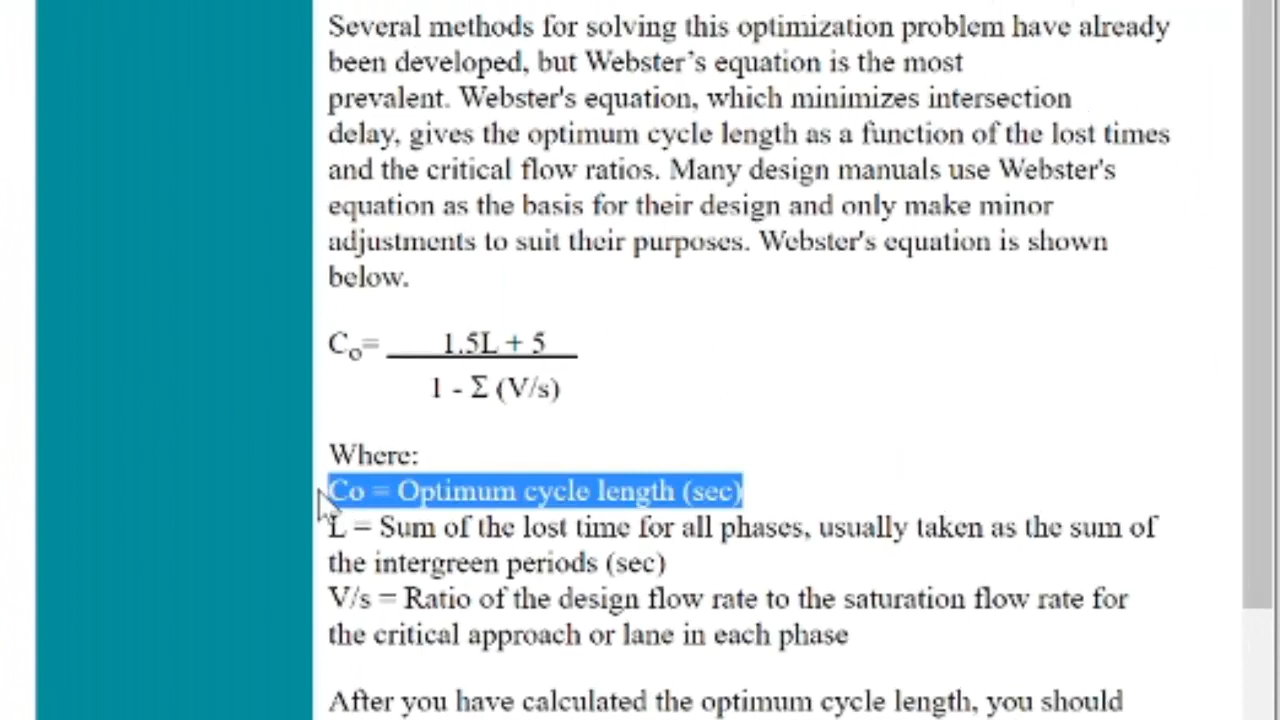 Several methods for solving this optimization problem have already
been developed, but Webster’s equation is the most
prevalent. Webster's equation, which minimizes intersection
delay, gives the optimum cycle length as a function of the lost times
and the critical flow ratios. Many design manuals use Webster's
equation as the basis for their design and only make minor
adjustments to suit their purposes. Webster's equation is shown
below.
Co= 1.5L + 5
1 - Σ (V/s)
Where:
Co = Optimum cycle length (sec)
L = Sum of the lost time for all phases, usually taken as the sum of
the intergreen periods (sec)
V/s = Ratio of the design flow rate to the saturation flow rate for
the critical approach or lane in each phase
After you have calculated the optimum cycle length, you should